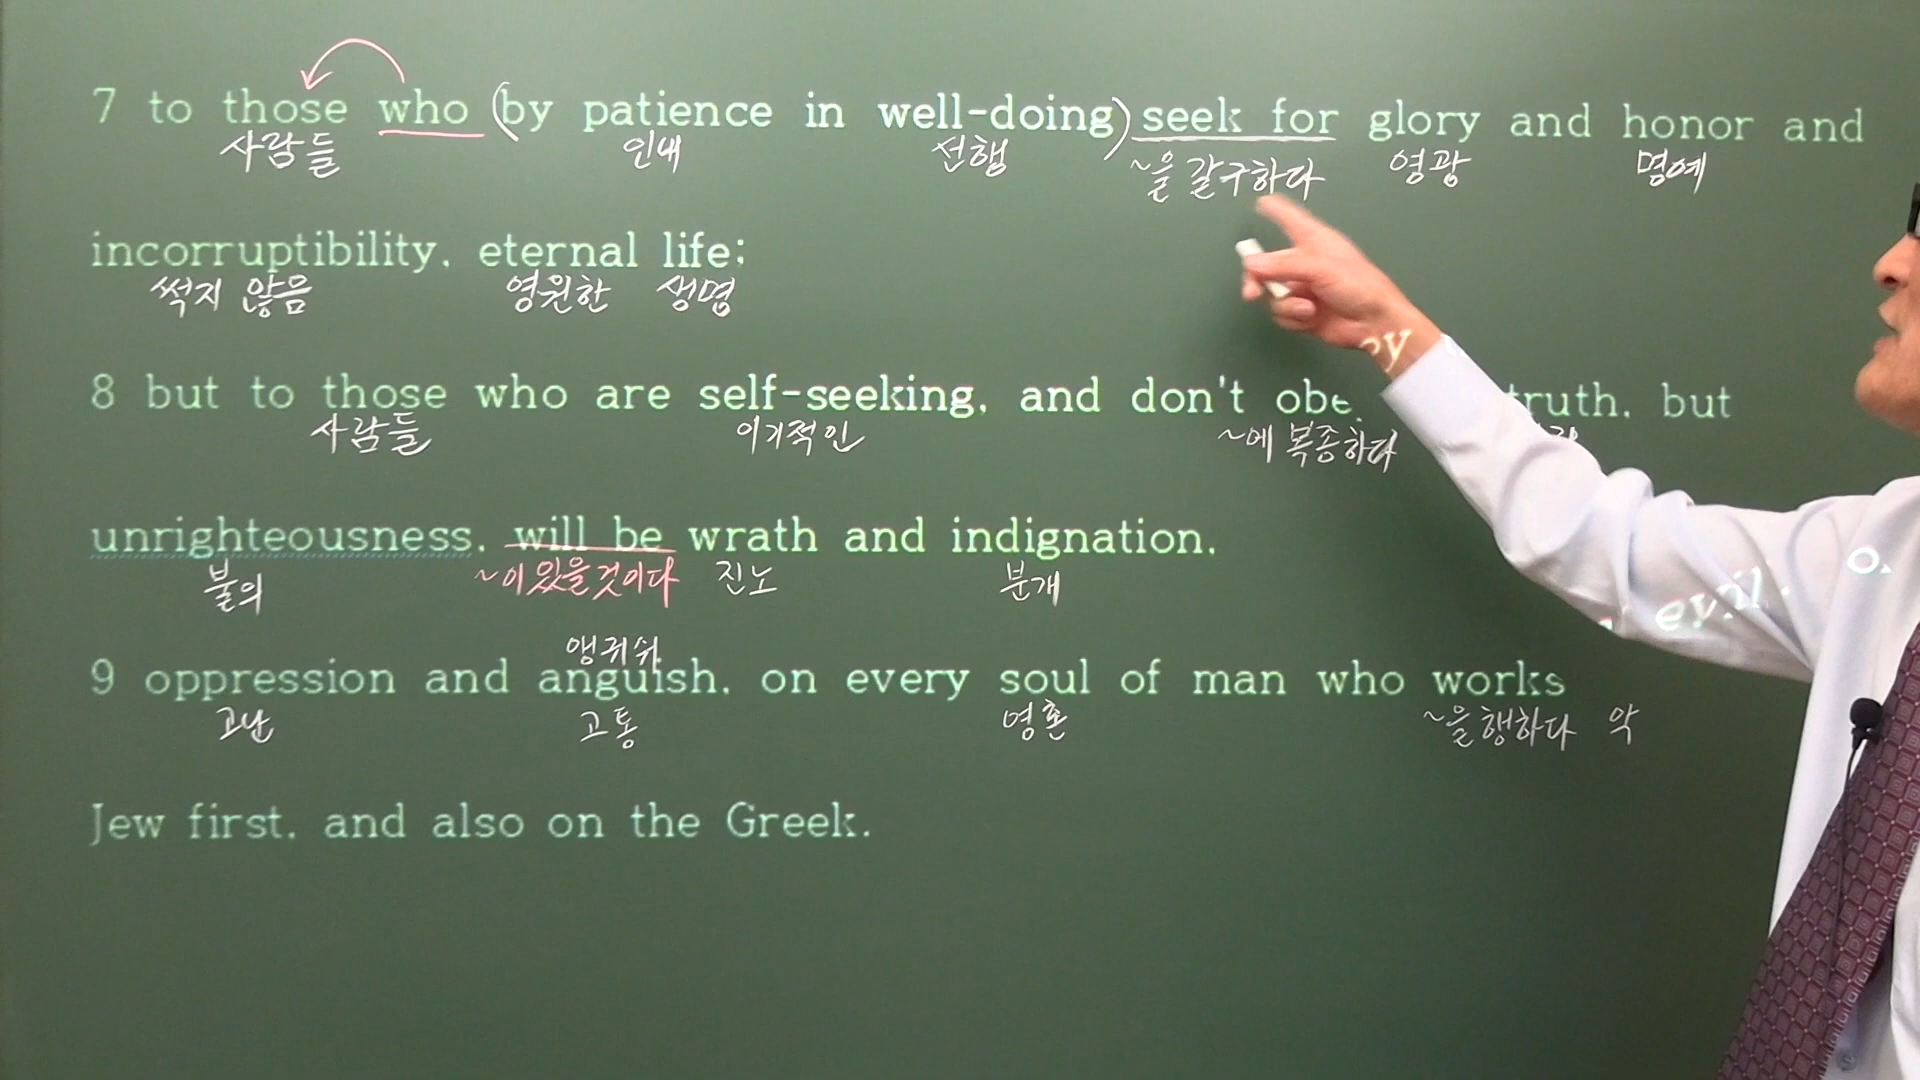 7 to those who (by patience in well-doing) seek for glory and honor and
사람들 인내 선행 ~을 갈구하다 영광 명예
incorruptibility, eternal life;
썩지 않음 영원한 생명
8 but to those who are self-seeking, and don't obe truth, but
사람들 이기적인 ~에 복종하다
unrighteousness, will be wrath and indignation,
불의 ~이 있을것이다 진노 분개
앵귀쉬
9 oppression and anguish, on every soul of man who works evil, o
고난 고통 영혼 ~을 행하다 악
Jew first, and also on the Greek.